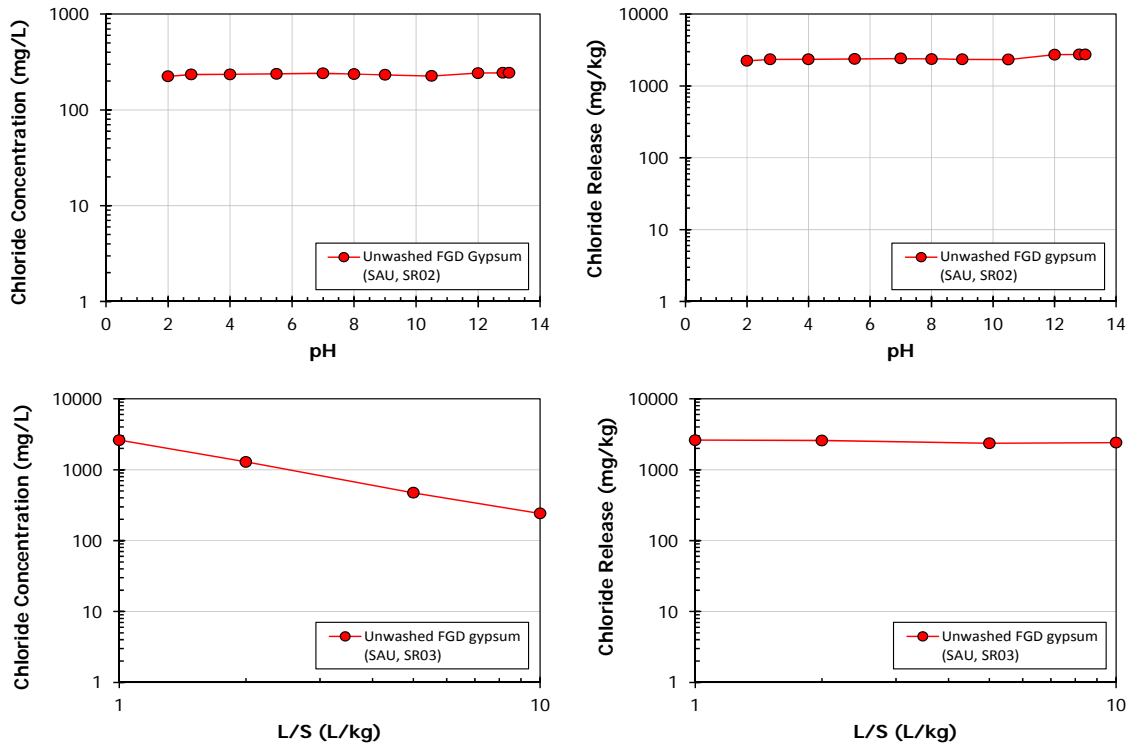 Chloride Concentration (mg/L)
1000
100
10
1
0 2 4 6 8 10 12 14
pH
Unwashed FGD Gypsum
(SAU, SR02)
Chloride Release (mg/kg)
10000
1000
100
10
1
0 2 4 6 8 10 12 14
pH
Unwashed FGD gypsum
(SAU, SR02)
Chloride Concentration (mg/L)
10000
1000
100
10
1
1 10
L/S (L/kg)
Unwashed FGD gypsum
(SAU, SR03)
Chloride Release (mg/kg)
10000
1000
100
10
1
1 10
L/S (L/kg)
Unwashed FGD gypsum
(SAU, SR03)